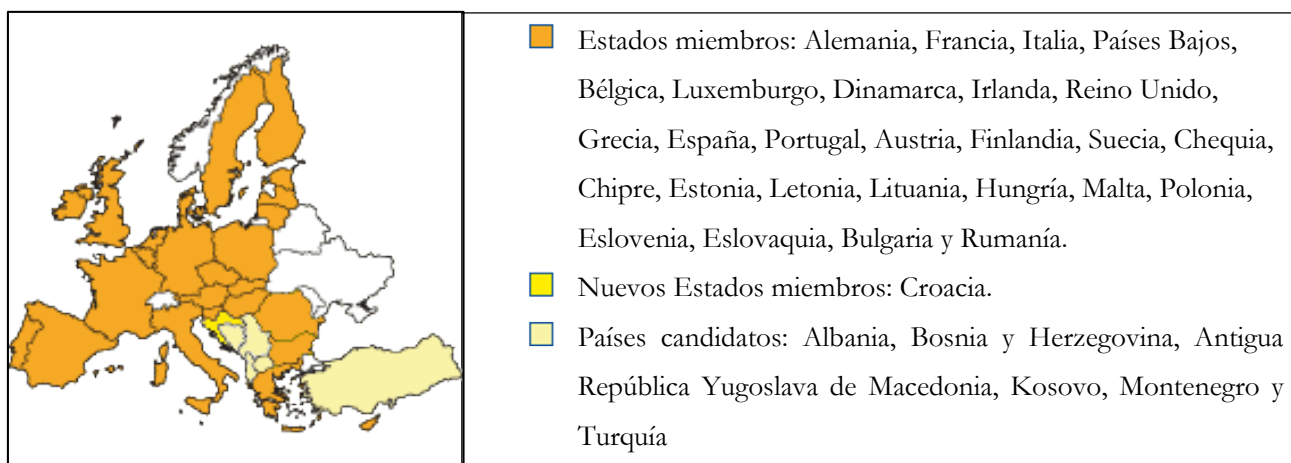 Estados miembros: Alemania, Francia, Italia, Países Bajos,
Bélgica, Luxemburgo, Dinamarca, Irlanda, Reino Unido,
Grecia, España, Portugal, Austria, Finlandia, Suecia, Chequia,
Chipre, Estonia, Letonia, Lituania, Hungría, Malta, Polonia,
Eslovenia, Eslovaquia, Bulgaria y Rumanía.
Nuevos Estados miembros: Croacia.
Países candidatos: Albania, Bosnia y Herzegovina, Antigua
República Yugoslava de Macedonia, Kosovo, Montenegro y
Turquía